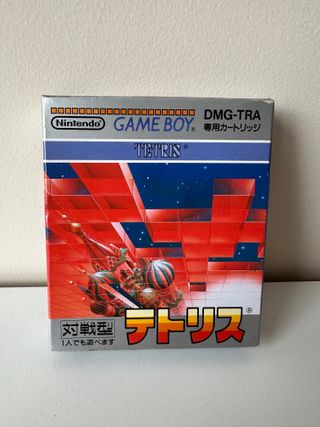 Nintendo GAME BOY® DMG-TRA
専用カートリッジ
TETRIS®
対戦型
1人でも遊べます
テトリス®